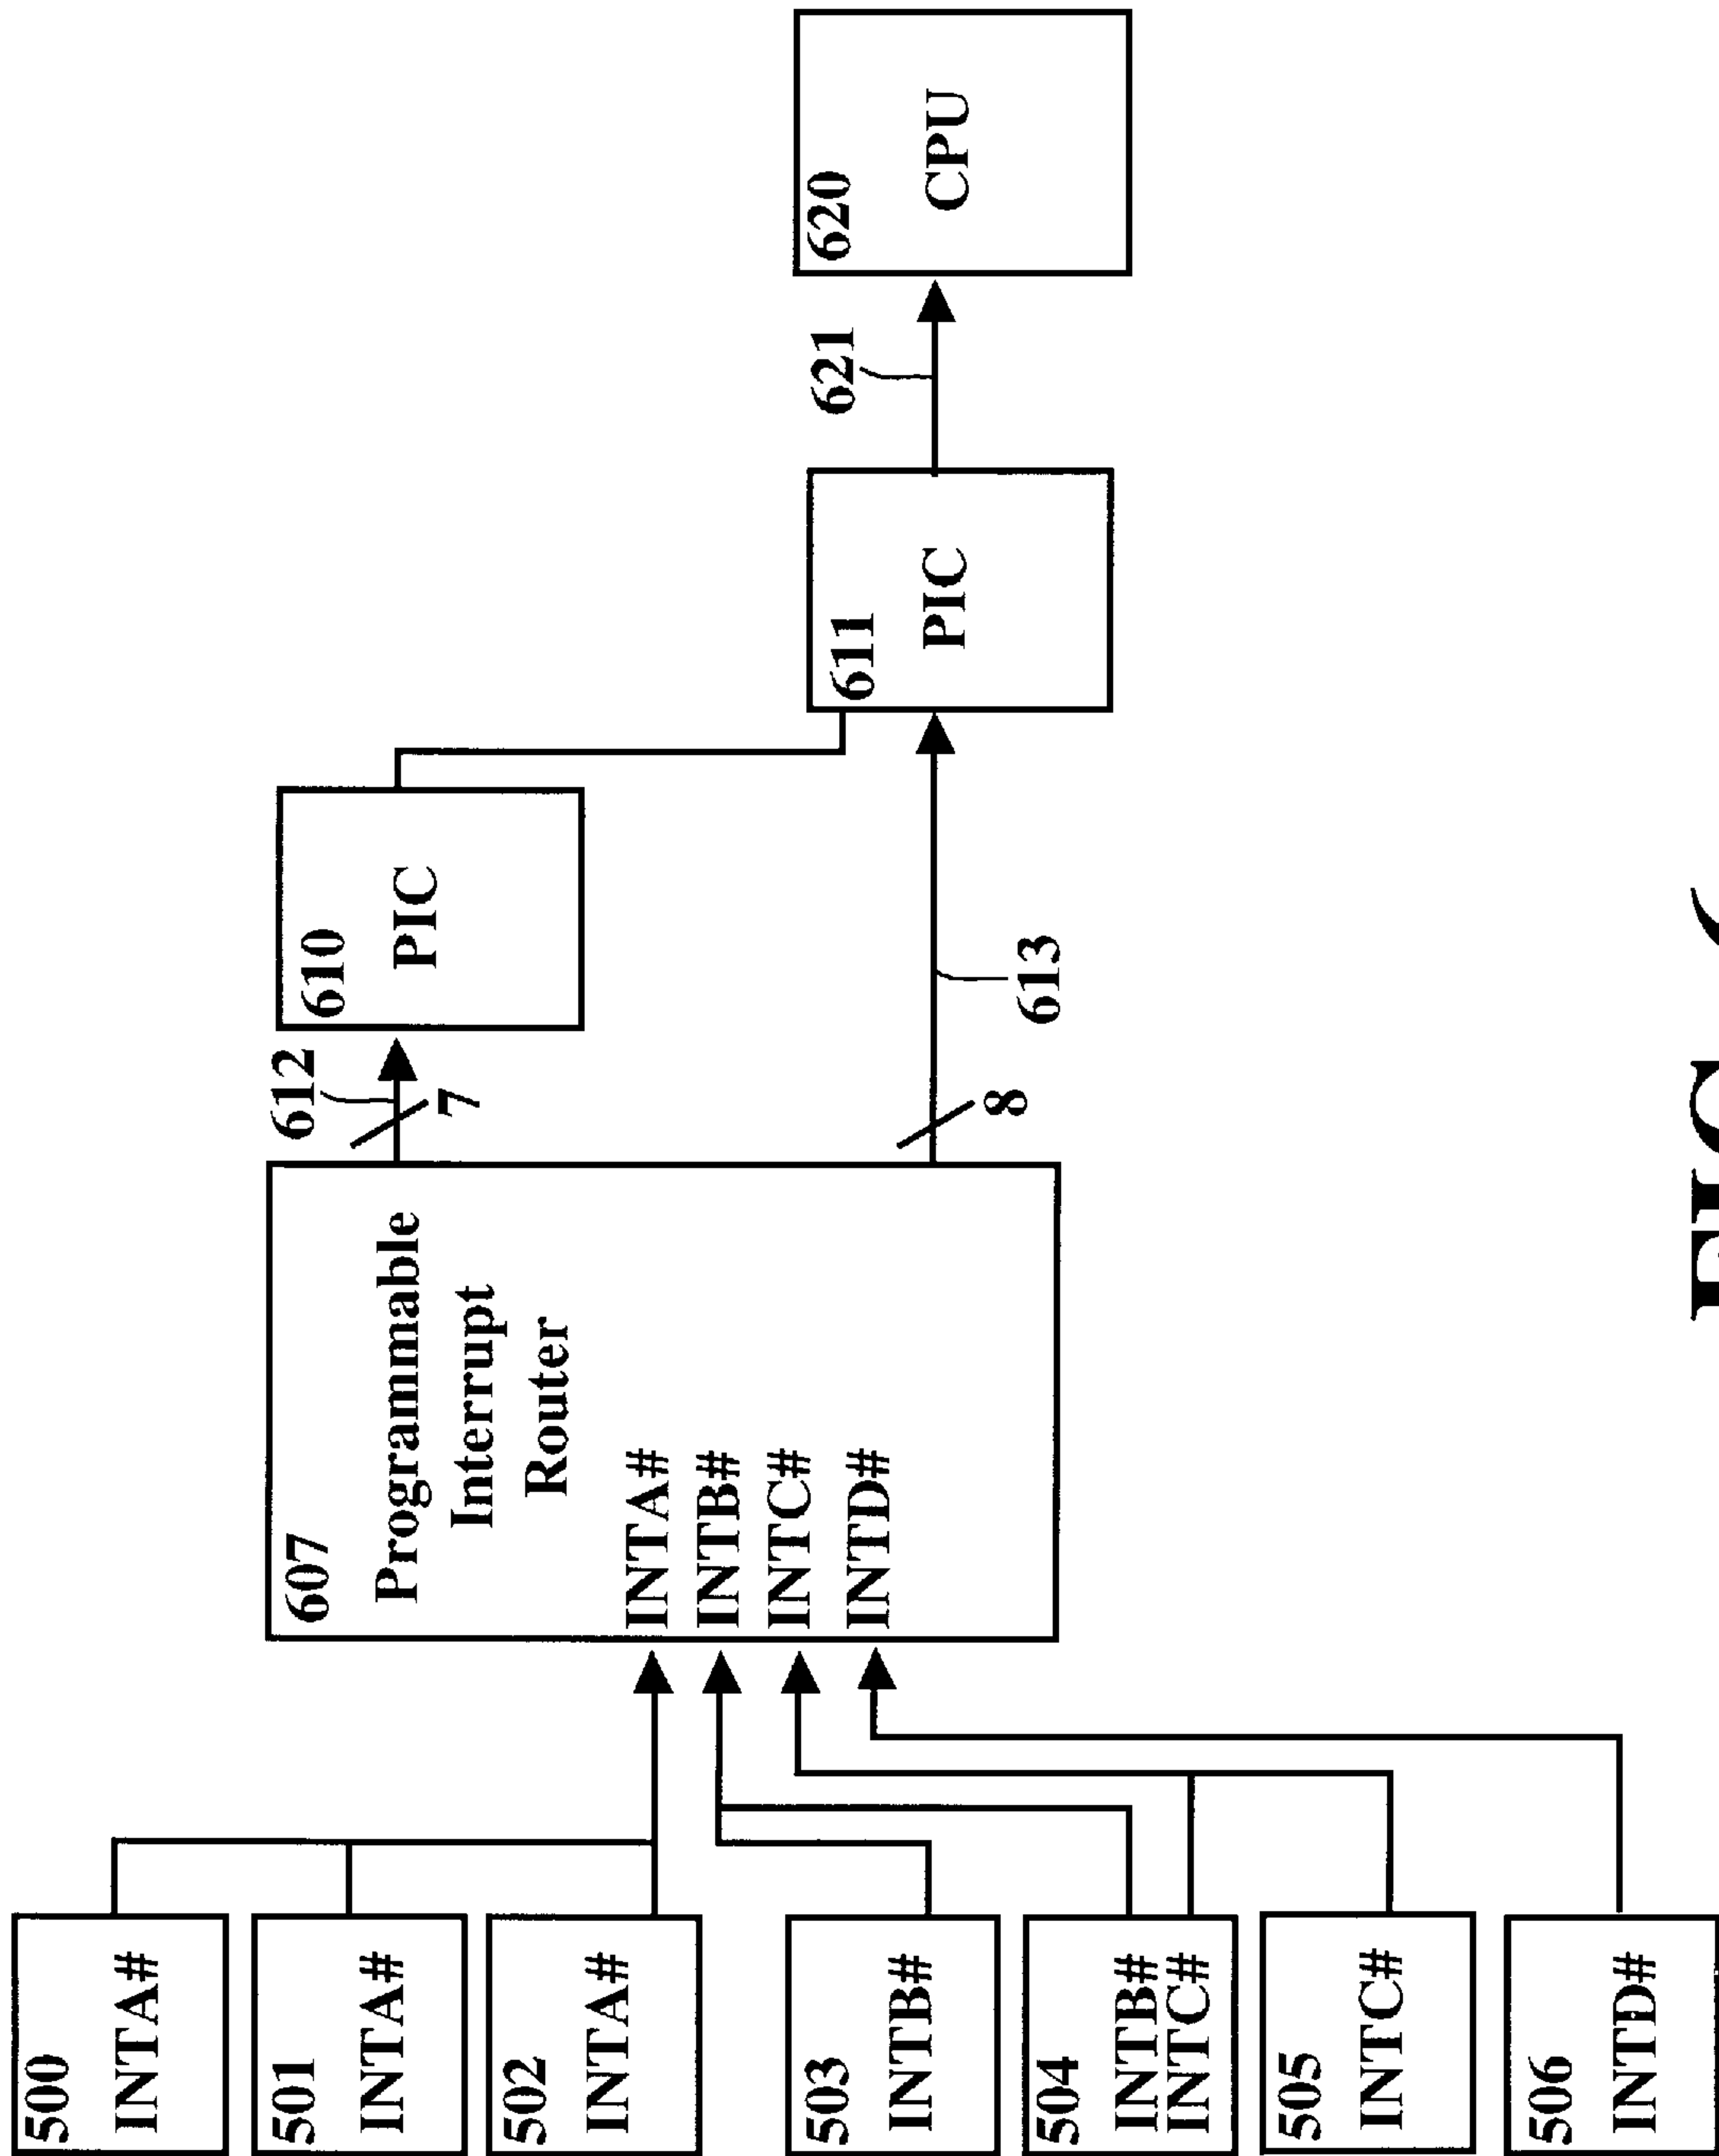 500
INTA#
501
INTA#
502
INTA#
503
INTB#
504
INTB#
INTC#
505
INTC#
506
INTD#
607
Programmable
Interrupt
Router
INTA#
INTB#
INTC#
INTD#
612
7
8
613
610
PIC
611
PIC
621
620
CPU